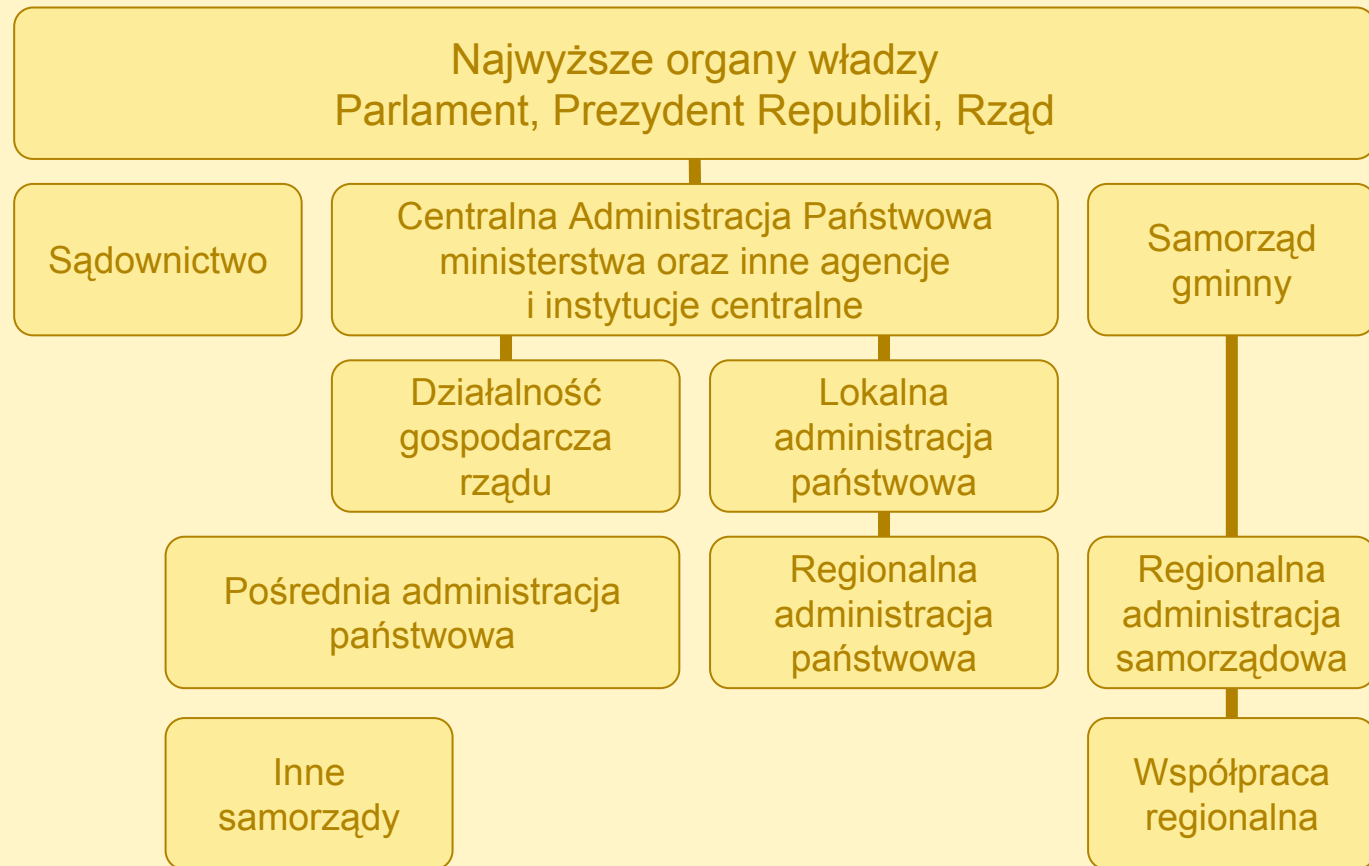 Najwyższe organy władzy
Parlament, Prezydent Republiki, Rząd
Sądownictwo
Centralna Administracja Państwowa
ministerstwa oraz inne agencje
i instytucje centralne
Samorząd
gminny
Działalność
gospodarcza
rządu
Lokalna
administracja
państwowa
Pośrednia administracja
państwowa
Regionalna
administracja
państwowa
Regionalna
administracja
samorządowa
Inne
samorządy
Współpraca
regionalna